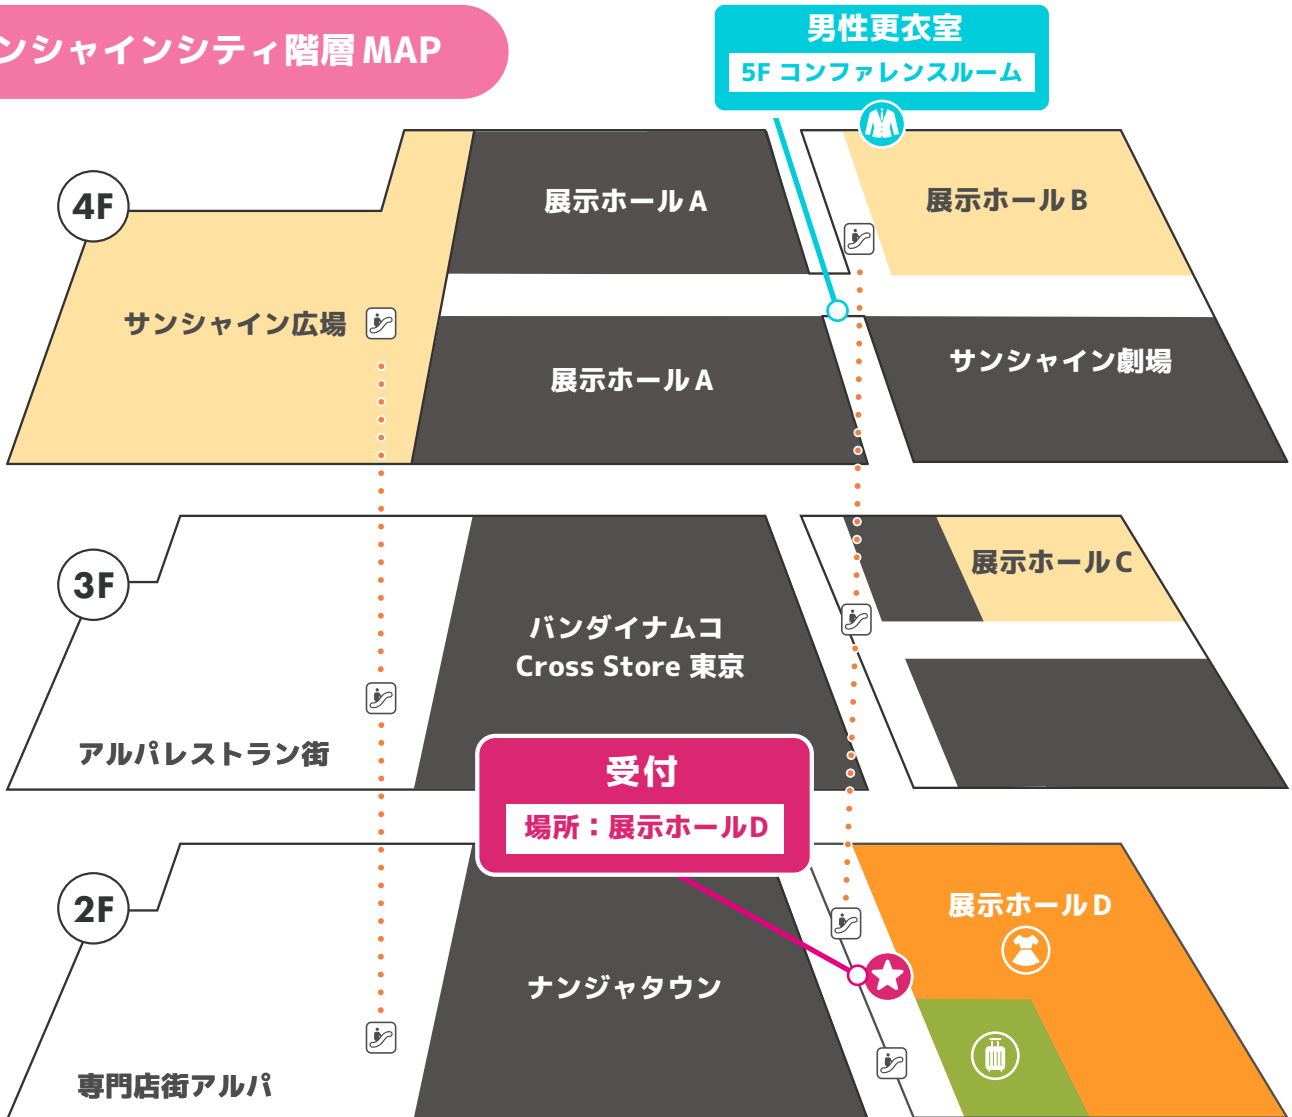 ンシャインシティ階層MAP
男性更衣室
5F コンファレンスルーム
4F
展示ホールA
展示ホールB
サンシャイン広場
展示ホールA
サンシャイン劇場
3F
展示ホールC
バンダイナムコ
Cross Store 東京
アルパレストラン街
受付
場所：展示ホールD
2F
展示ホールD
ナンジャタウン
専門店街アルパ